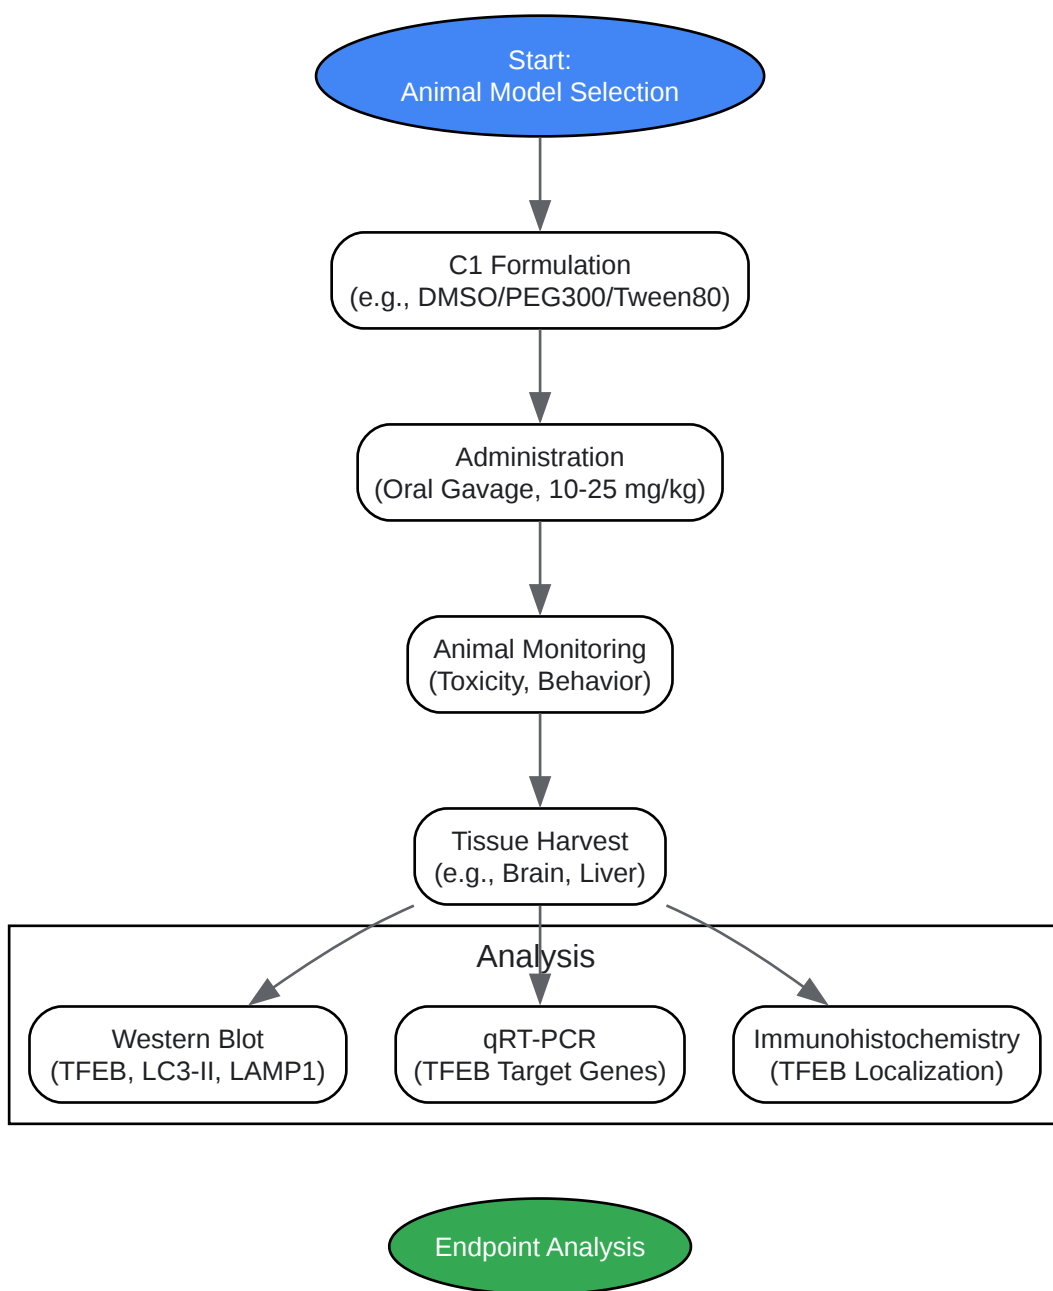 Start:
Animal Model Selection
C1 Formulation
(e.g., DMSO/PEG300/Tween80)
Administration
(Oral Gavage, 10-25 mg/kg)
Animal Monitoring
(Toxicity, Behavior)
Tissue Harvest
(e.g., Brain, Liver)
Analysis
Western Blot
(TFEB, LC3-II, LAMP1)
qRT-PCR
(TFEB Target Genes)
Immunohistochemistry
(TFEB Localization)
Endpoint Analysis